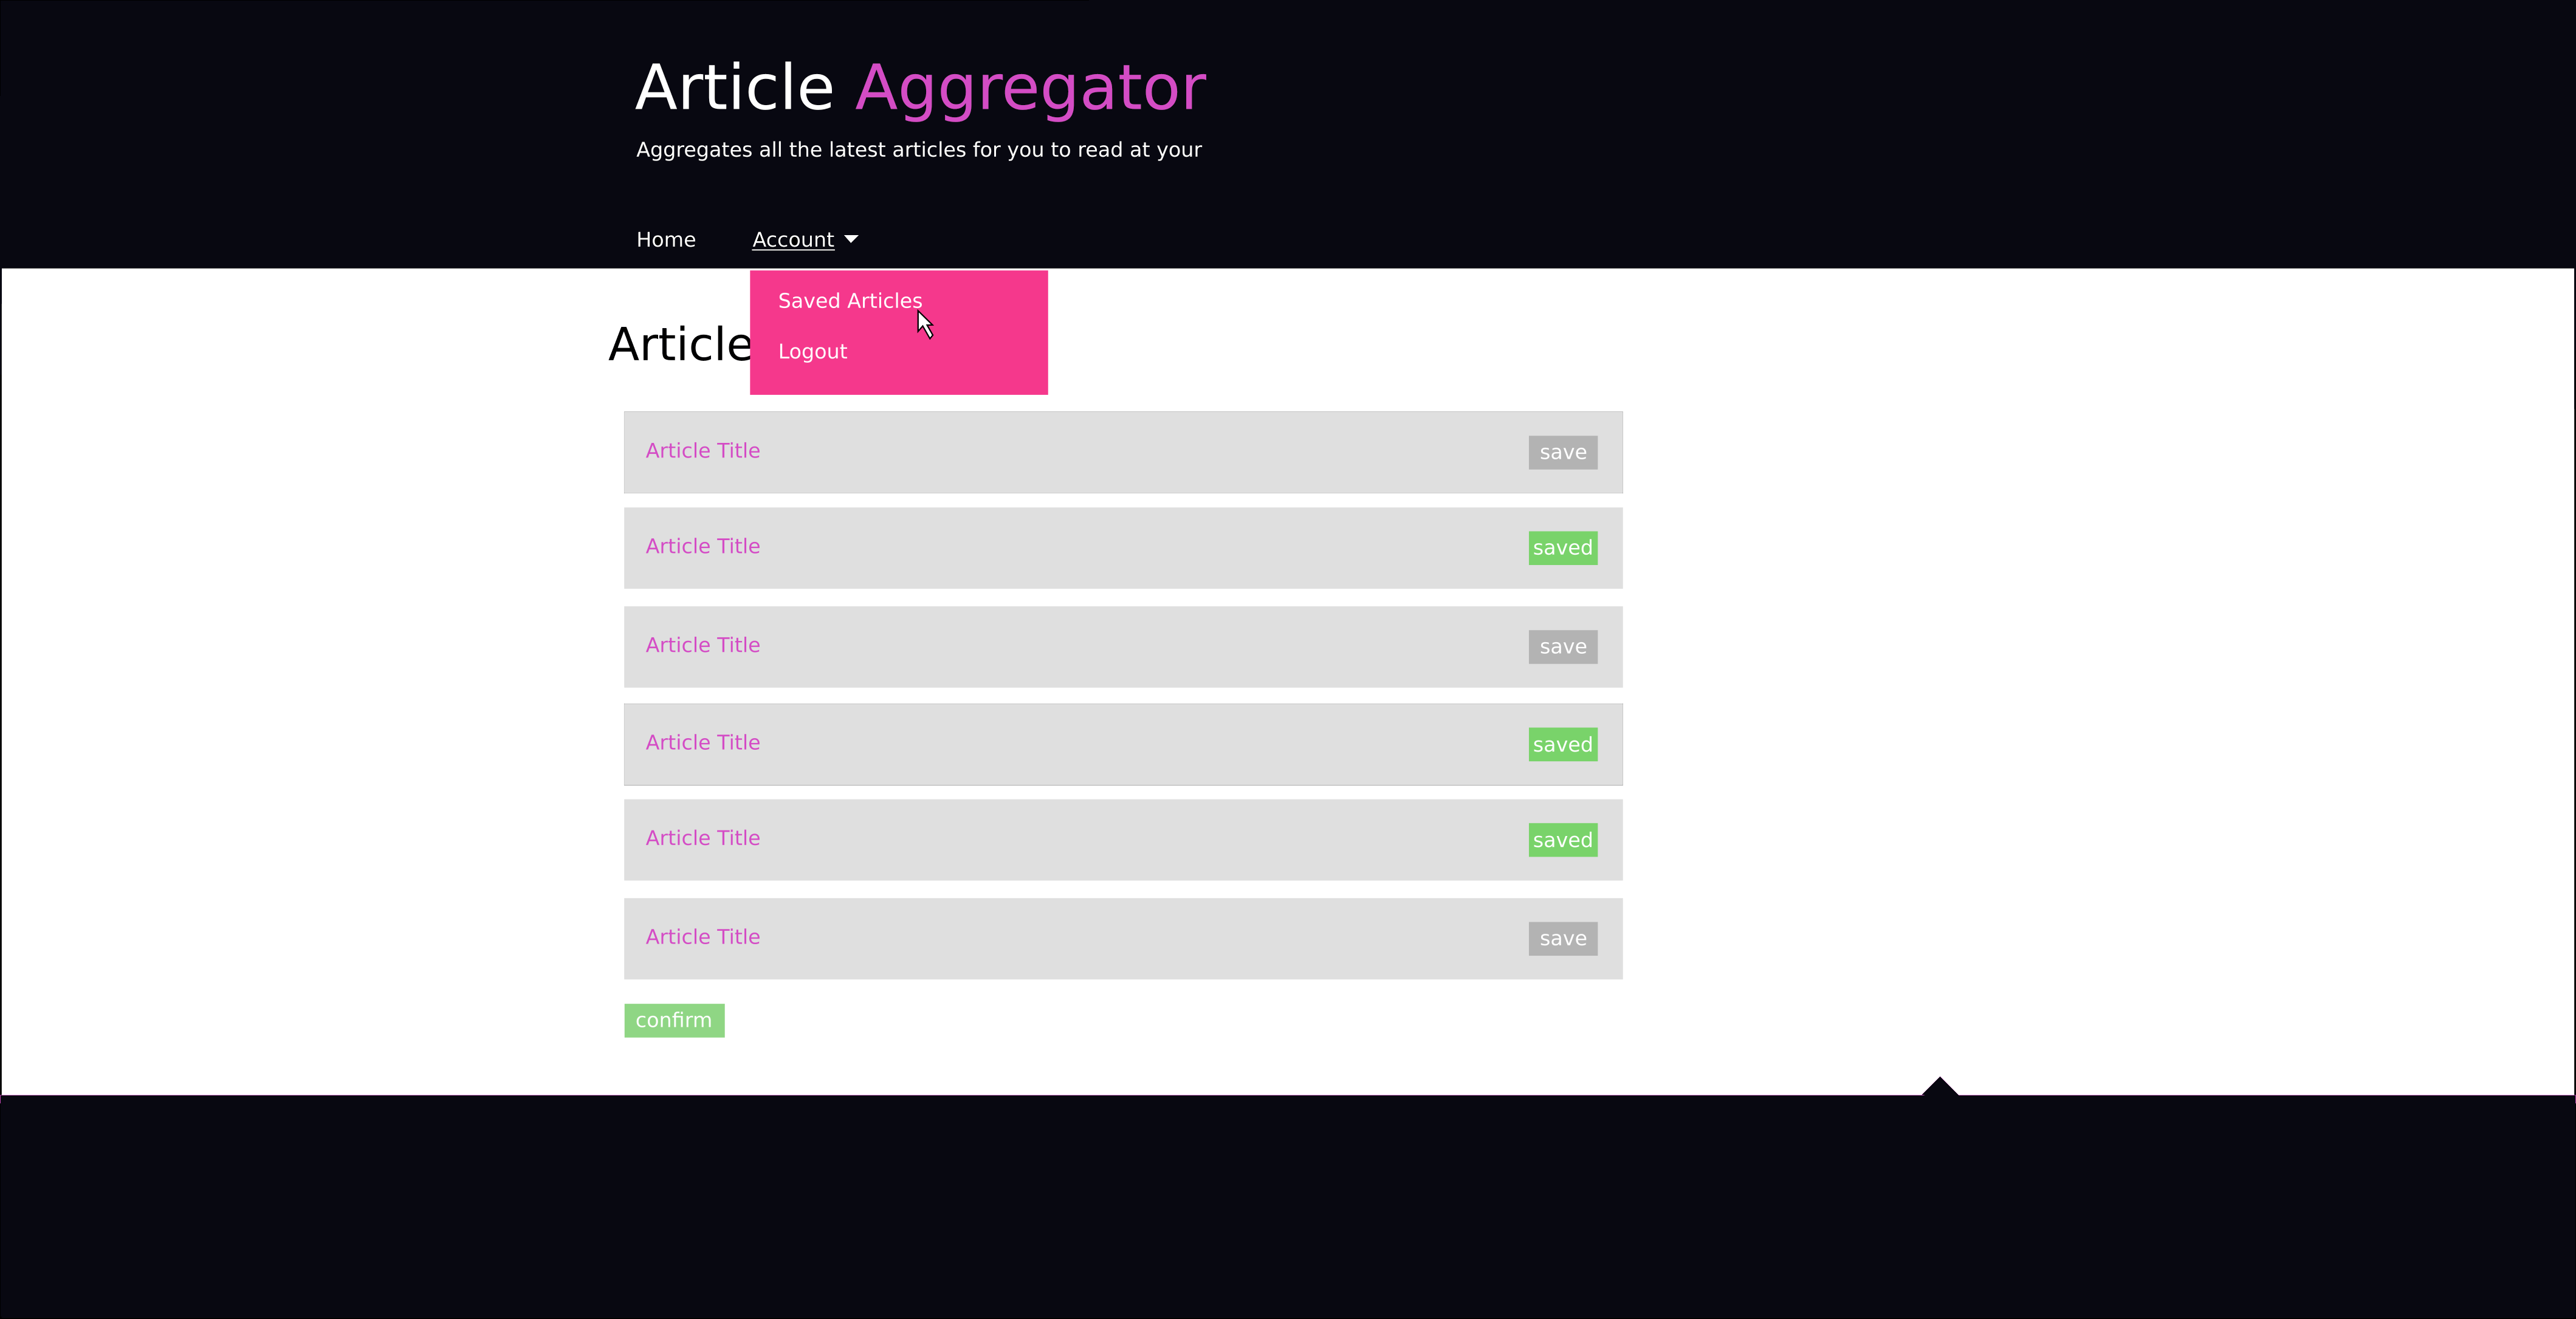 Article Aggregator
Aggregates all the latest articles for you to read at your
Home Account
Saved Articles
Logout
Article
Article Title save
Article Title saved
Article Title save
Article Title saved
Article Title saved
Article Title save
confirm